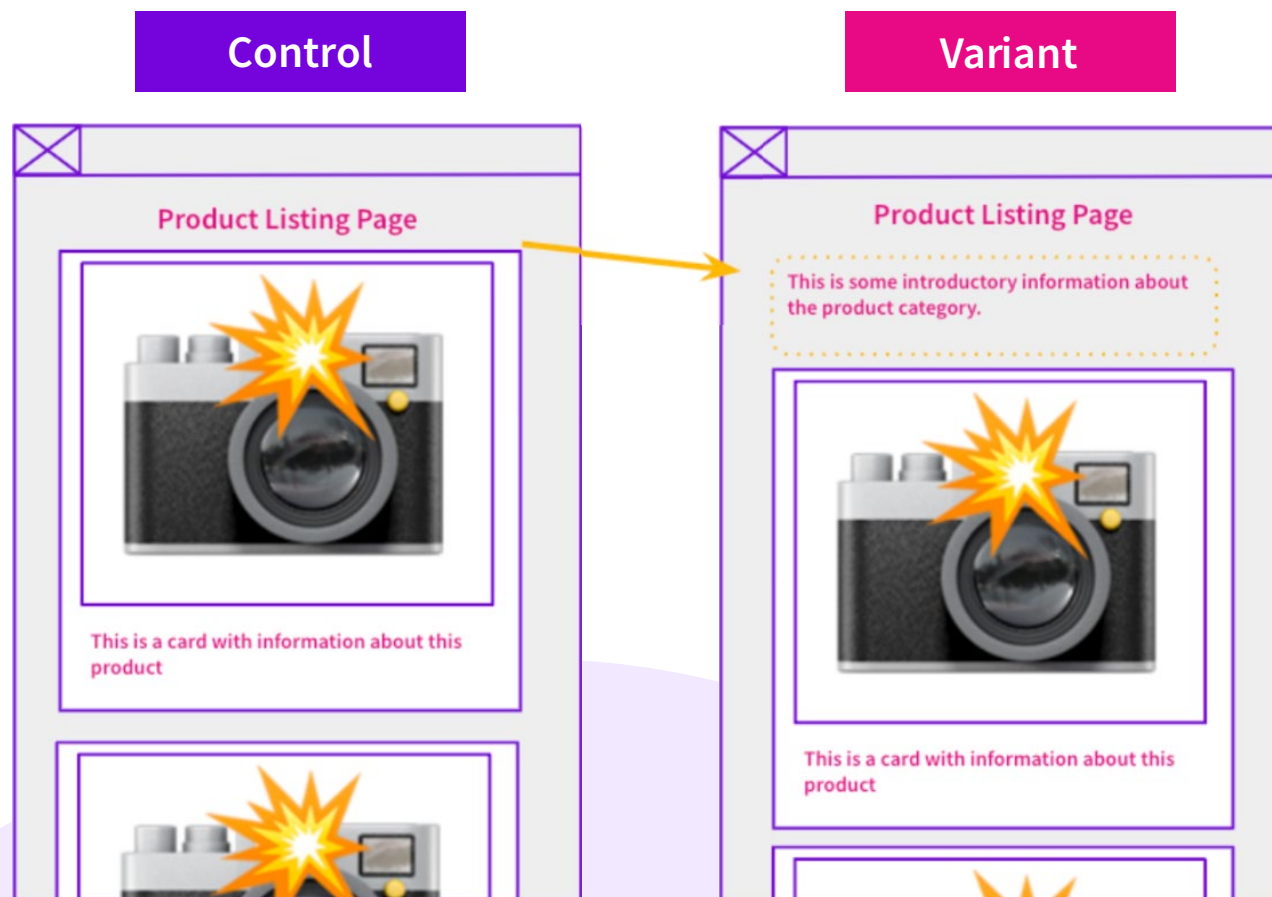 Control
Variant
Product Listing Page
This is a card with information about this
product
Product Listing Page
This is some introductory information about
the product category.
This is a card with information about this
product